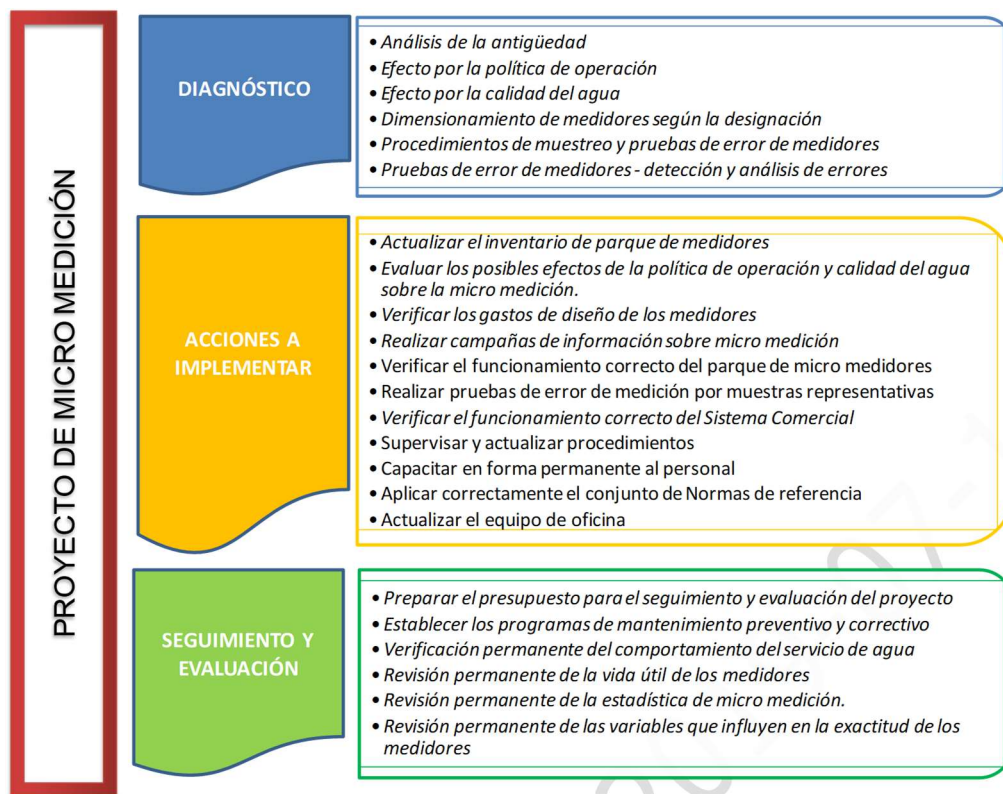 PROYECTO DE MICRO MEDICIÓN
DIAGNÓSTICO
• Análisis de la antigüedad
• Efecto por la política de operación
• Efecto por la calidad del agua
• Dimensionamiento de medidores según la designación
• Procedimientos de muestreo y pruebas de error de medidores
• Pruebas de error de medidores - detección y análisis de errores
ACCIONES A
IMPLEMENTAR
• Actualizar el inventario de parque de medidores
• Evaluar los posibles efectos de la política de operación y calidad del agua
sobre la micro medición.
• Verificar los gastos de diseño de los medidores
• Realizar campañas de información sobre micro medición
• Verificar el funcionamiento correcto del parque de micro medidores
• Realizar pruebas de error de medición por muestras representativas
• Verificar el funcionamiento correcto del Sistema Comercial
• Supervisar y actualizar procedimientos
• Capacitar en forma permanente al personal
• Aplicar correctamente el conjunto de Normas de referencia
• Actualizar el equipo de oficina
SEGUIMIENTO Y
EVALUACIÓN
• Preparar el presupuesto para el seguimiento y evaluación del proyecto
• Establecer los programas de mantenimiento preventivo y correctivo
• Verificación permanente del comportamiento del servicio de agua
• Revisión permanente de la vida útil de los medidores
• Revisión permanente de la estadística de micro medición.
• Revisión permanente de las variables que influyen en la exactitud de los
medidores